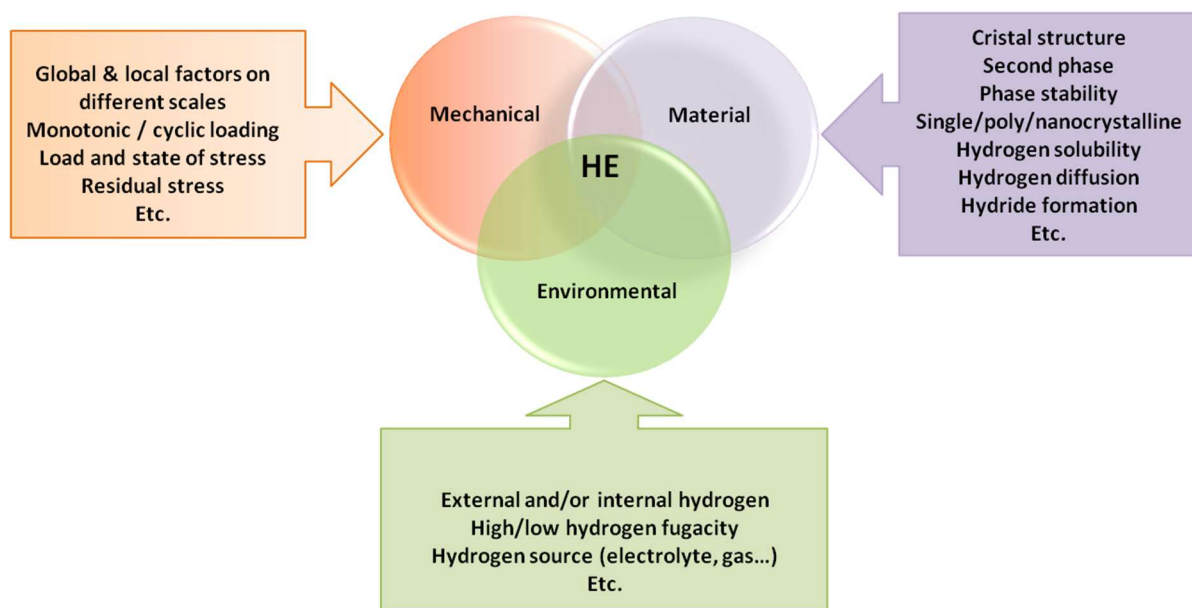 Global & local factors on
different scales
Monotonic / cyclic loading
Load and state of stress
Residual stress
Etc.
Mechanical
Material
HE
Environmental
Cristal structure
Second phase
Phase stability
Single/poly/nanocrystalline
Hydrogen solubility
Hydrogen diffusion
Hydride formation
Etc.
External and/or internal hydrogen
High/low hydrogen fugacity
Hydrogen source (electrolyte, gas...)
Etc.